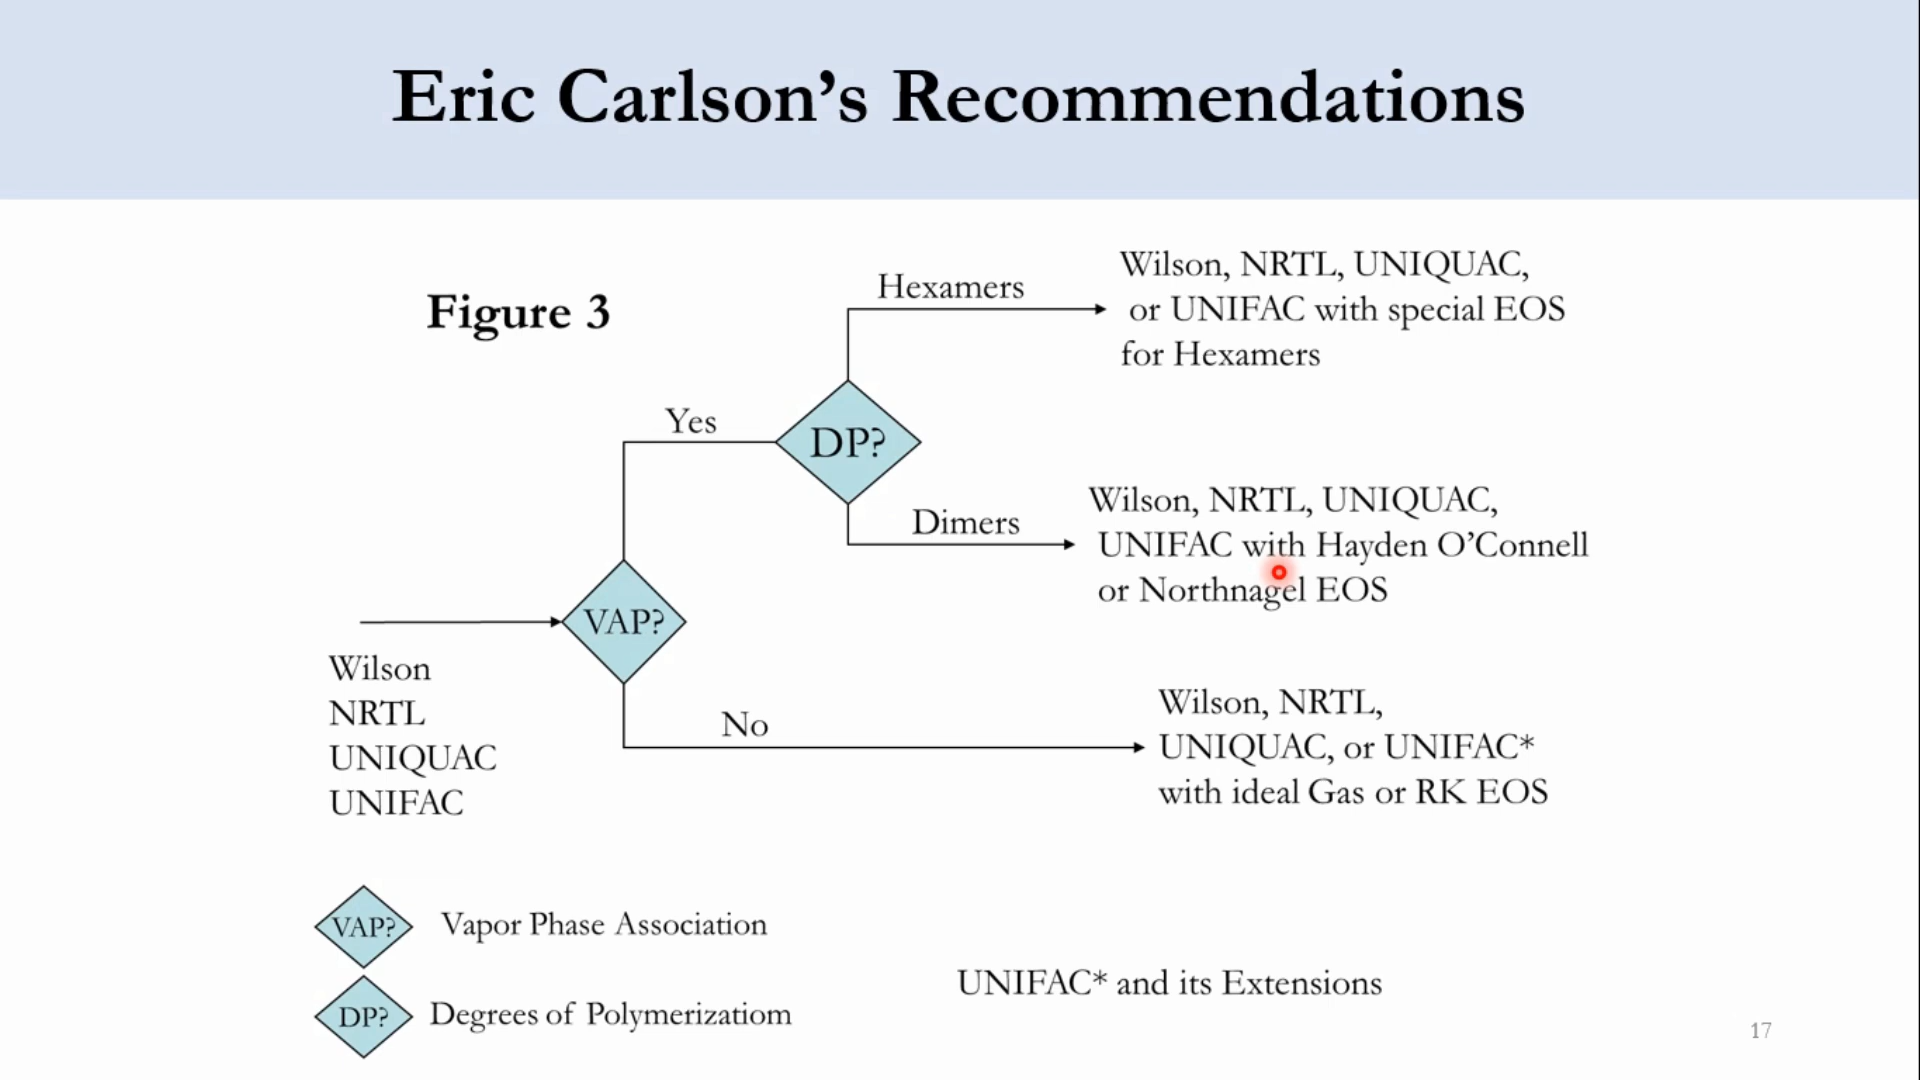 Eric Carlson's Recommendations
Figure 3
Hexamers
Wilson, NRTL, UNIQUAC,
or UNIFAC with special EOS
for Hexamers
Yes
DP?
Dimers
Wilson, NRTL, UNIQUAC,
UNIFAC with Hayden O'Connell
or Northnagel EOS
VAP?
Wilson
NRTL
UNIQUAC
UNIFAC
No
Wilson, NRTL,
UNIQUAC, or UNIFAC*
with ideal Gas or RK EOS
VAP?
Vapor Phase Association
DP?
Degrees of Polymerizatiom
UNIFAC* and its Extensions
17